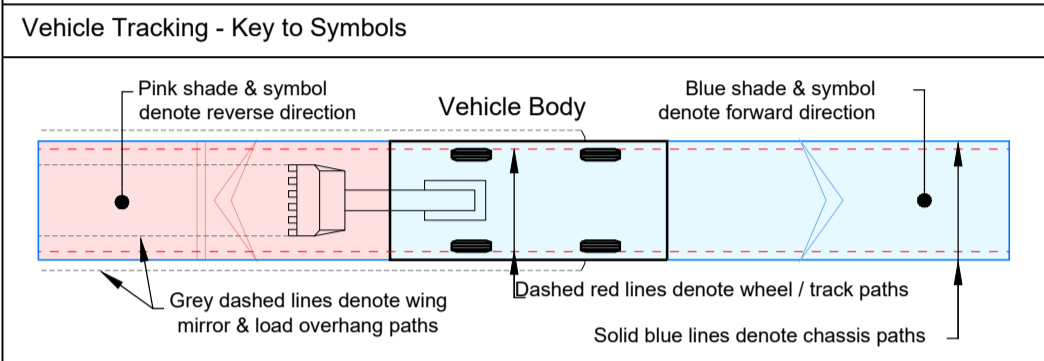 Vehicle Tracking - Key to Symbols
Pink shade & symbol
denote reverse direction
Vehicle Body
Blue shade & symbol
denote forward direction
Dashed red lines denote wheel / track paths
Grey dashed lines denote wing
mirror & load overhang paths
Solid blue lines denote chassis paths